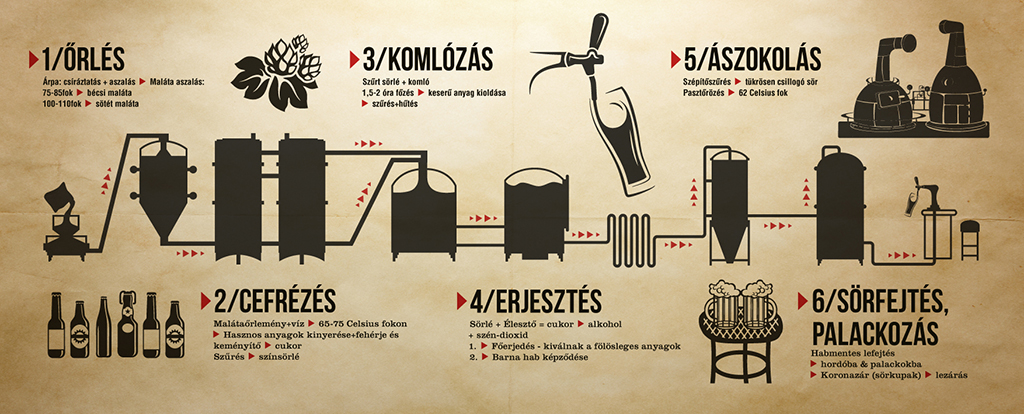 1/ŐRLÉS
Árpa: csíráztatás + aszalás ▶ Maláta aszalás:
75-85fok ▶ bécsi maláta
100-110fok ▶ sötét maláta
2/CEFRÉZÉS
Malátaőrlemény+víz ▶ 65-75 Celsius fokon
▶ Hasznos anyagok kinyerése+fehérje és
keményítő ▶ cukor
Szűrés ▶ színsörlé
3/KOMLÓZÁS
Szűrt sörlé + komló
1,5-2 óra főzés ▶ keserű anyag kioldása
▶ szűrés+hűtés
4/ERJESZTÉS
Sörlé + Élesztő = cukor ▶ alkohol
+ szén-dioxid
1. ▶ Főerjedés - kiválnak a fölösleges anyagok
2. ▶ Barna hab képződése
5/ÁSZOKOLÁS
Szépítőszűrés ▶ tükrösen csillogó sör
Pasztőrözés ▶ 62 Celsius fok
6/SÖRFEJTÉS,
PALACKOZÁS
Habmentes lefejtés
▶ hordóba & palackokba
▶ Koronazár (sörkupak) ▶ lezárás